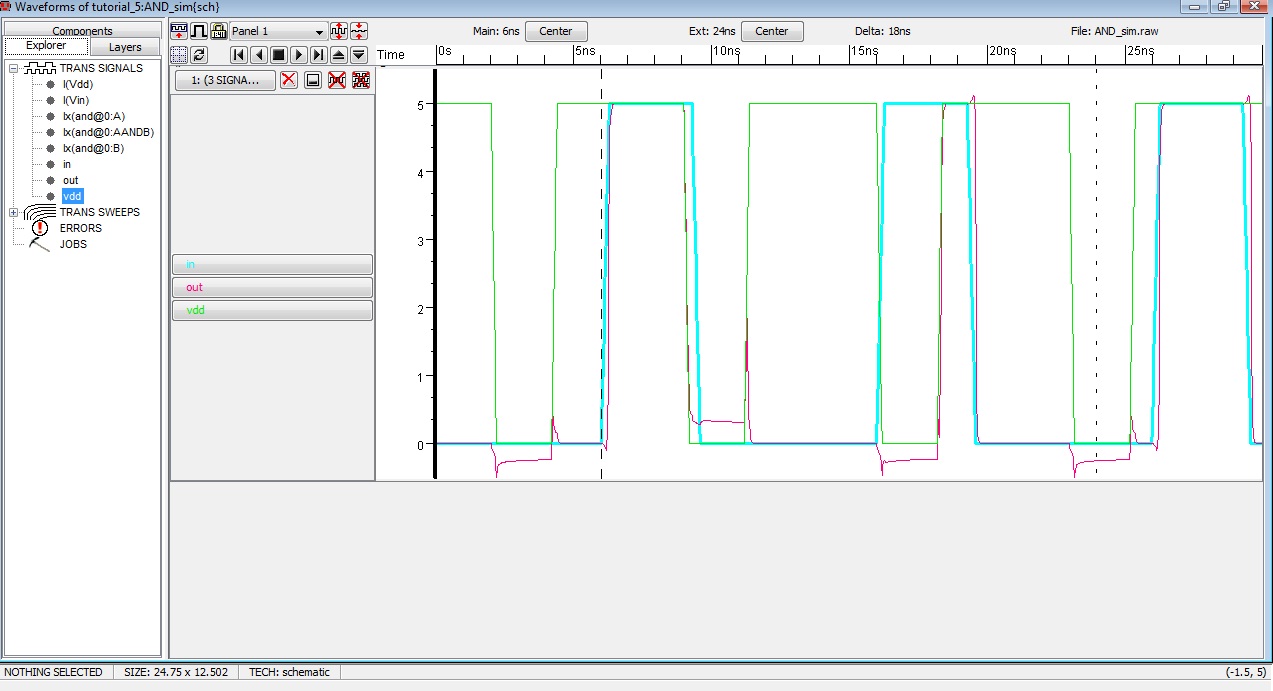 Waveforms of tutorial_5:AND_sim{sch}
Components
Explorer
Layers
TRANS SIGNALS
I(Vdd)
I(Vin)
Ix(and@0:A)
Ix(and@0:AANDB)
Ix(and@0:B)
in
out
vdd
TRANS SWEEPS
ERRORS
JOBS
Panel 1
Main: 6ns
Center
Ext: 24ns
Center
Delta: 18ns
File: AND_sim.raw
Time
0s 5ns 10ns 15ns 20ns 25ns
1: (3 SIGNA...
in
out
vdd
5
4
3
2
1
0
NOTHING SELECTED
SIZE: 24.75 x 12.502
TECH: schematic
(-1.5, 5)